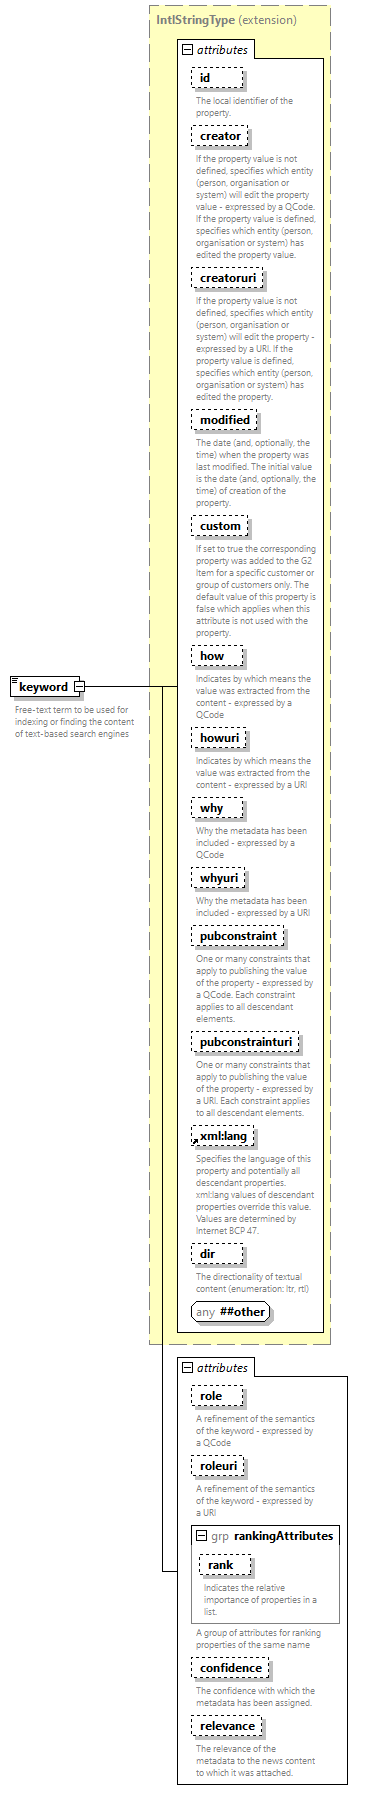 IntlStringType (extension)
attributes
id
The local identifier of the
property.
creator
If the property value is not
defined, specifies which entity
(person, organisation or
system) will edit the property
value - expressed by a QCode.
If the property value is defined,
specifies which entity (person,
organisation or system) has
edited the property value.
creatoruri
If the property value is not
defined, specifies which entity
(person, organisation or
system) will edit the property -
expressed by a URI. If the
property value is defined,
specifies which entity (person,
organisation or system) has
edited the property.
modified
The date (and, optionally, the
time) when the property was
last modified. The initial value
is the date (and, optionally, the
time) of creation of the
property.
custom
If set to true the corresponding
property was added to the G2
Item for a specific customer or
group of customers only. The
default value of this property is
false which applies when this
attribute is not used with the
property.
how
Indicates by which means the
value was extracted from the
content - expressed by a
QCode
keyword
Free-text term to be used for
indexing or finding the content
of text-based search engines
howuri
Indicates by which means the
value was extracted from the
content - expressed by a URI
why
Why the metadata has been
included - expressed by a
QCode
whyuri
Why the metadata has been
included - expressed by a URI
pubconstraint
One or many constraints that
apply to publishing the value
of the property - expressed by
a QCode. Each constraint
applies to all descendant
elements.
pubconstrainturi
One or many constraints that
apply to publishing the value
of the property - expressed by
a URI. Each constraint applies
to all descendant elements.
xml:lang
Specifies the language of this
property and potentially all
descendant properties.
xml:lang values of descendant
properties override this value.
Values are determined by
Internet BCP 47.
dir
The directionality of textual
content (enumeration: ltr, rtl)
any ##other
attributes
role
A refinement of the semantics
of the keyword - expressed by
a QCode
roleuri
A refinement of the semantics
of the keyword - expressed by
a URI
grp rankingAttributes
rank
Indicates the relative
importance of properties in a
list.
A group of attributes for ranking
properties of the same name
confidence
The confidence with which the
metadata has been assigned.
relevance
The relevance of the
metadata to the news content
to which it was attached.